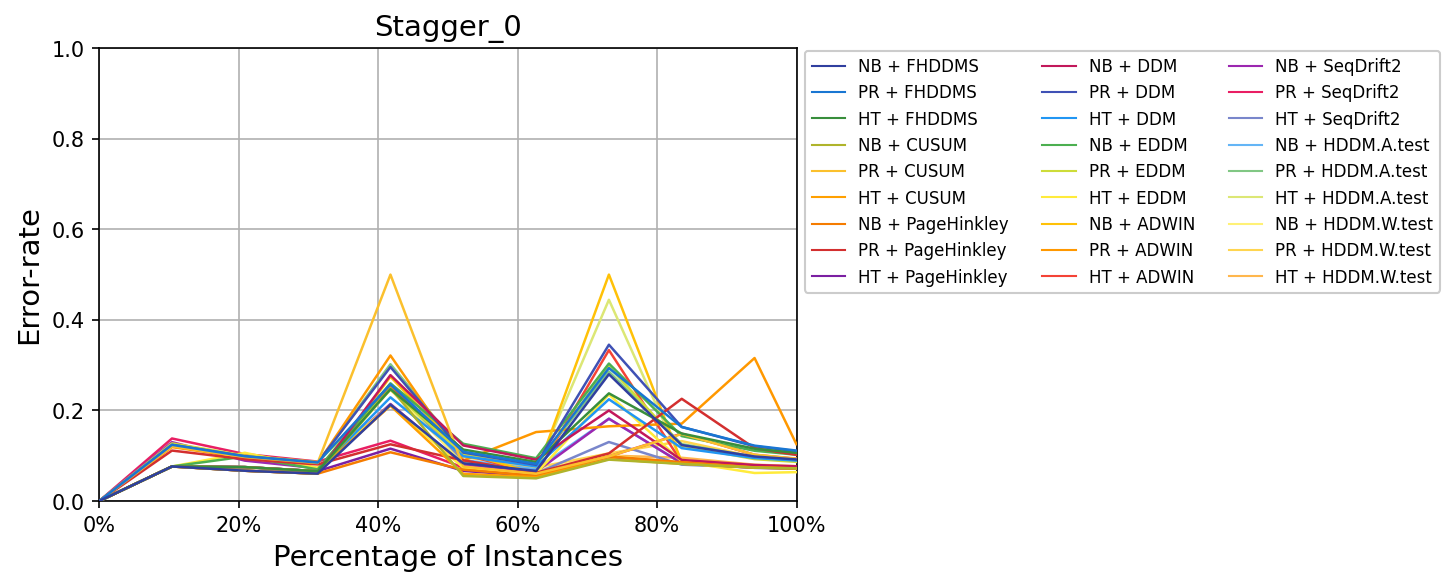 Stagger_0
1.0
0.8
0.6
0.4
0.2
0.0
Error-rate
0%
20%
40%
60%
80%
100%
Percentage of Instances
NB + FHDDMS
PR + FHDDMS
HT + FHDDMS
NB + CUSUM
PR + CUSUM
HT + CUSUM
NB + PageHinkley
PR + PageHinkley
HT + PageHinkley
NB + DDM
PR + DDM
HT + DDM
NB + EDDM
PR + EDDM
HT + EDDM
NB + ADWIN
PR + ADWIN
HT + ADWIN
NB + SeqDrift2
PR + SeqDrift2
HT + SeqDrift2
NB + HDDM.A.test
PR + HDDM.A.test
HT + HDDM.A.test
NB + HDDM.W.test
PR + HDDM.W.test
HT + HDDM.W.test